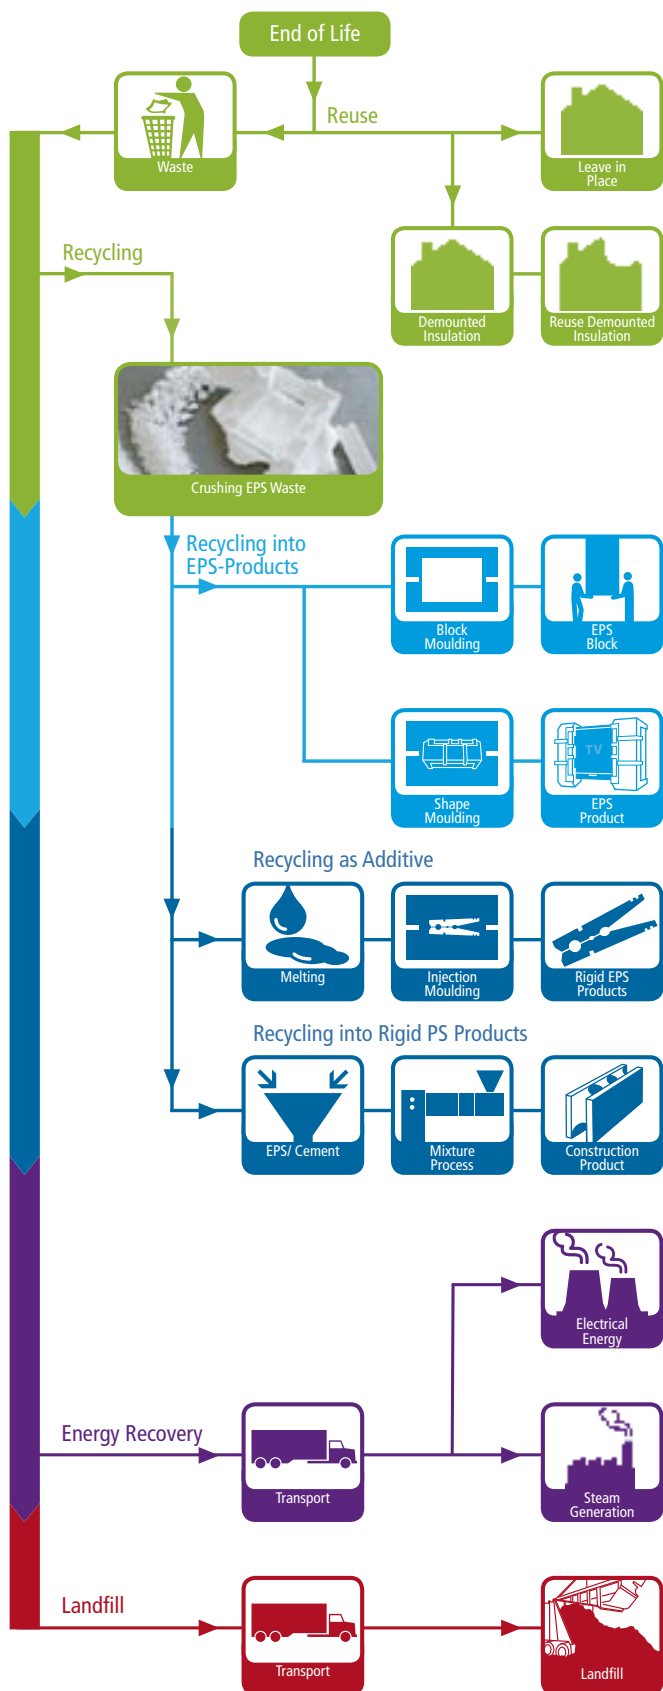 End of Life
Reuse
Waste
Leave in
Place
Recycling
Demounted
Insulation
Reuse Demounted
Insulation
Crushing EPS Waste
Recycling into
EPS-Products
Block
Moulding
EPS
Block
TV
Shape
Moulding
EPS
Product
Recycling as Additive
Melting
Injection
Moulding
Rigid EPS
Products
Recycling into Rigid PS Products
EPS/ Cement
Mixture
Process
Construction
Product
Electrical
Energy
Energy Recovery
Transport
Steam
Generation
Landfill
Transport
Landfill